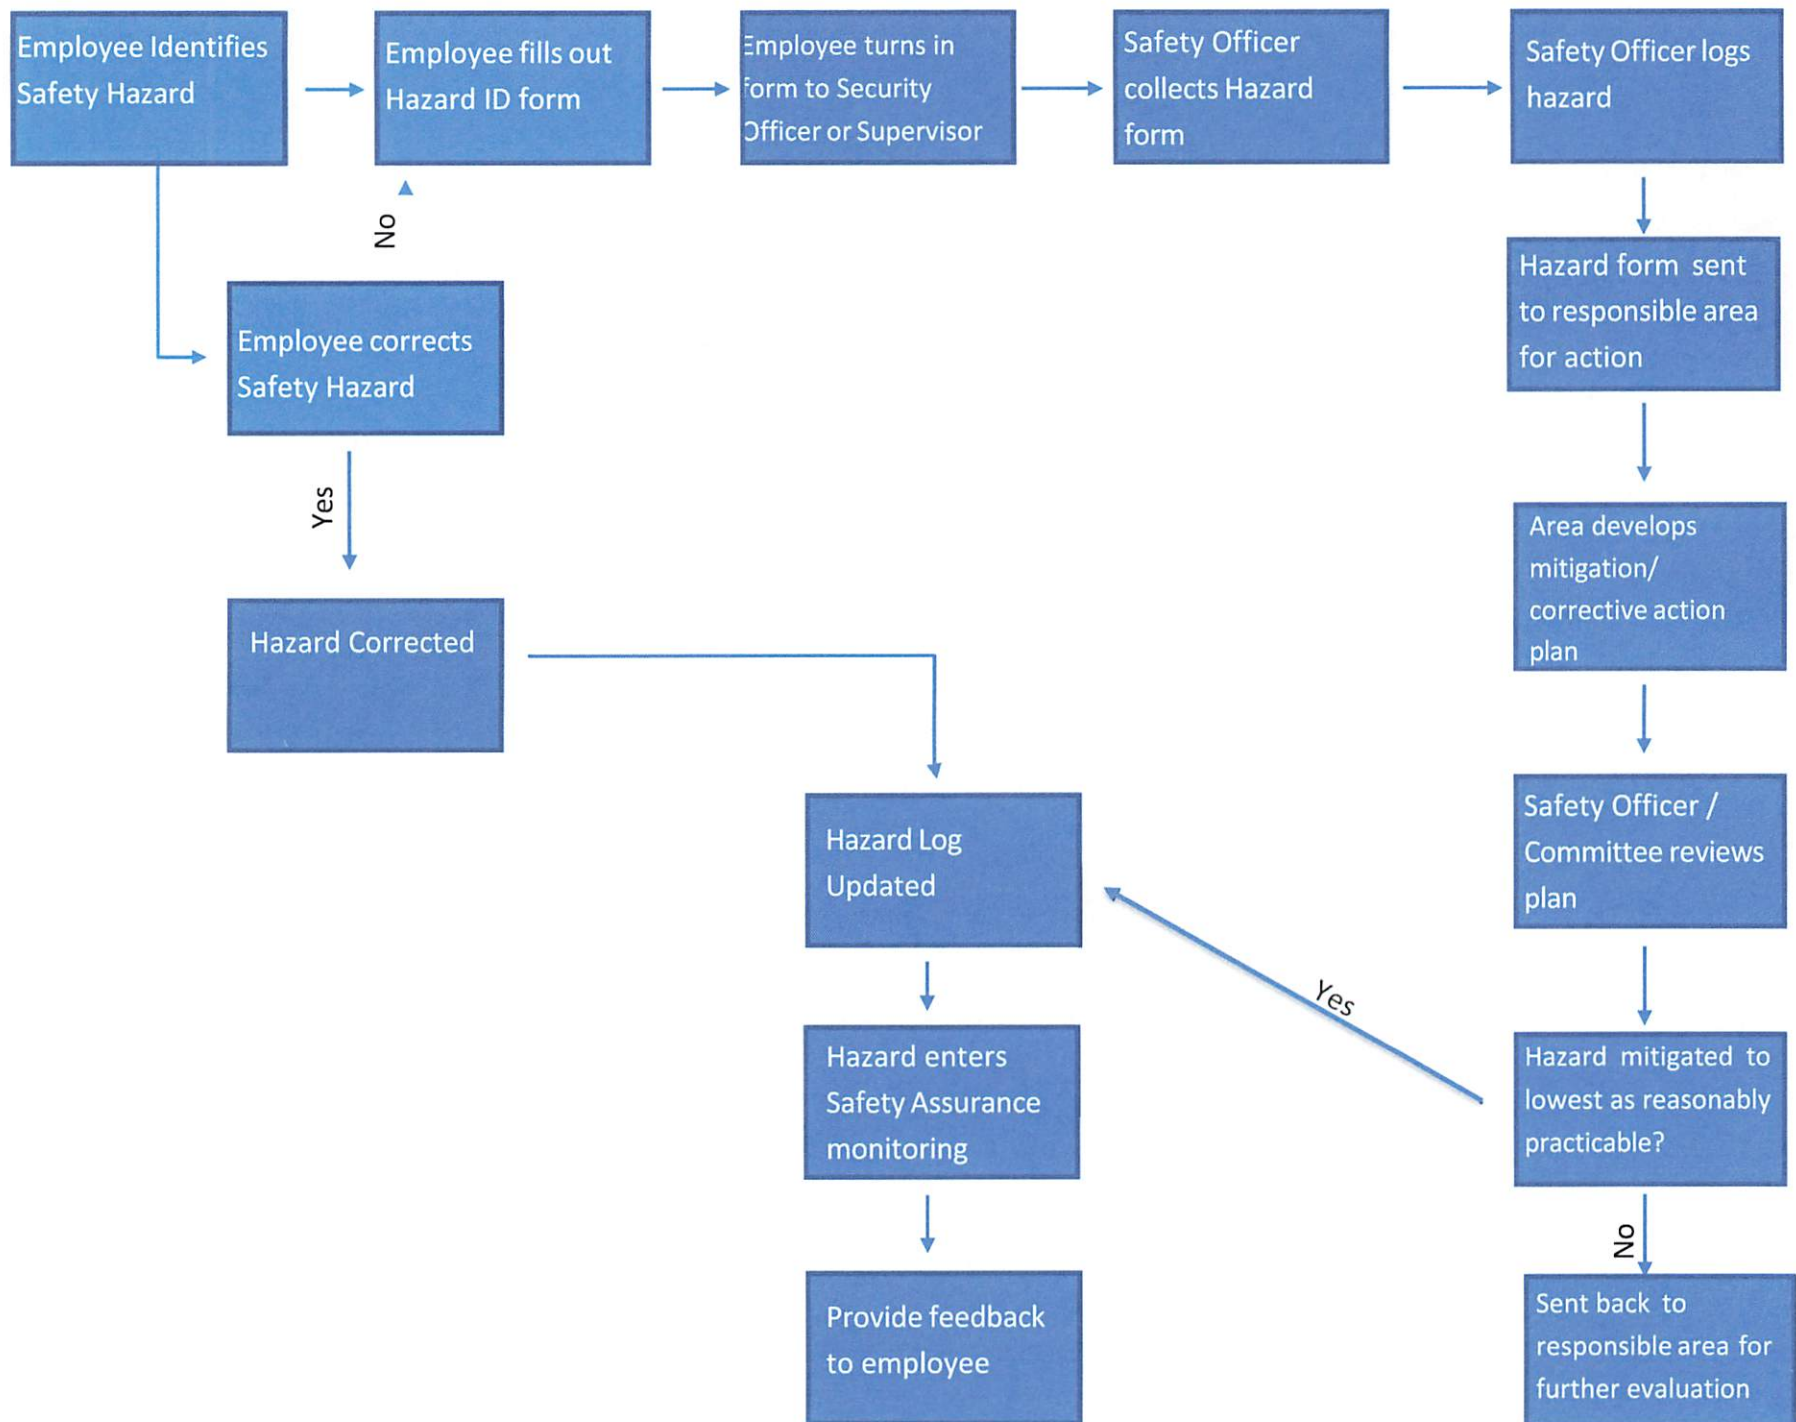 Employee Identifies
Safety Hazard
Employee fills out
Hazard ID form
Employee turns in
form to Security
Officer or Supervisor
Safety Officer
collects Hazard
form
Safety Officer logs
hazard
No
Hazard form sent
to responsible area
for action
Employee corrects
Safety Hazard
Yes
Area develops
mitigation/
corrective action
plan
Hazard Corrected
Safety Officer /
Committee reviews
plan
Hazard Log
Updated
Yes
Hazard mitigated to
lowest as reasonably
practicable?
Hazard enters
Safety Assurance
monitoring
No
Sent back to
responsible area for
further evaluation
Provide feedback
to employee